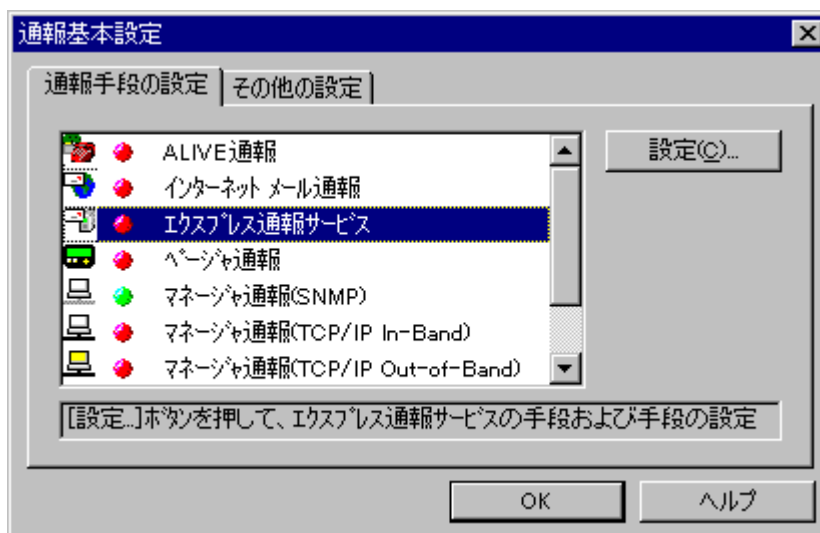 通報基本設定
通報手段の設定 その他の設定
ALIVE通報
設定(C)...
インターネット メール通報
エクスプレス通報サービス
ページャ通報
マネージャ通報(SNMP)
マネージャ通報(TCP/IP In-Band)
マネージャ通報(TCP/IP Out-of-Band)
[設定...]ボタンを押して、エクスプレス通報サービスの手段および手段の設定
OK ヘルプ